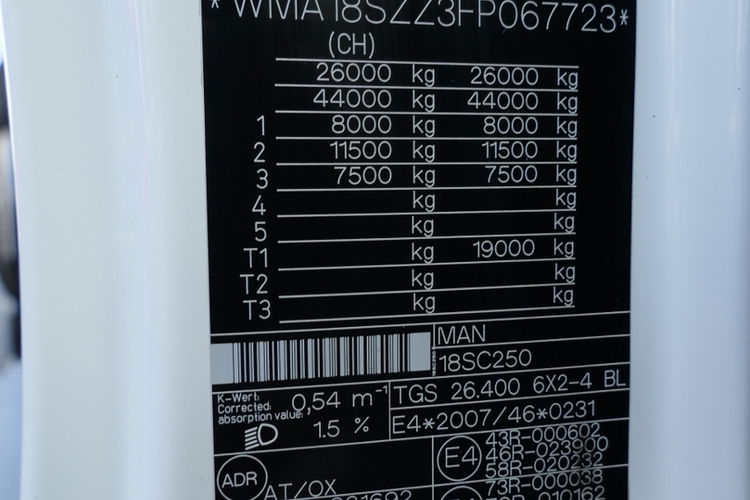 *WMA18SZZ3FP067723*
(CH)
26000 kg 26000 kg
44000 kg 44000 kg
1 8000 kg 8000 kg
2 11500 kg 11500 kg
3 7500 kg 7500 kg
4 kg kg
5 kg kg
T1 kg 19000 kg
T2 kg kg
T3 kg kg
MAN
18SC250
K-Wert:
Corrected:
absorption value:
0,54 m⁻¹
1.5 %
TGS 26.400 6X2-4 BL
E4*2007/46*0231
E4
43R-000602
46R-023900
58R-020232
73R-000038
ADR
AT/OX